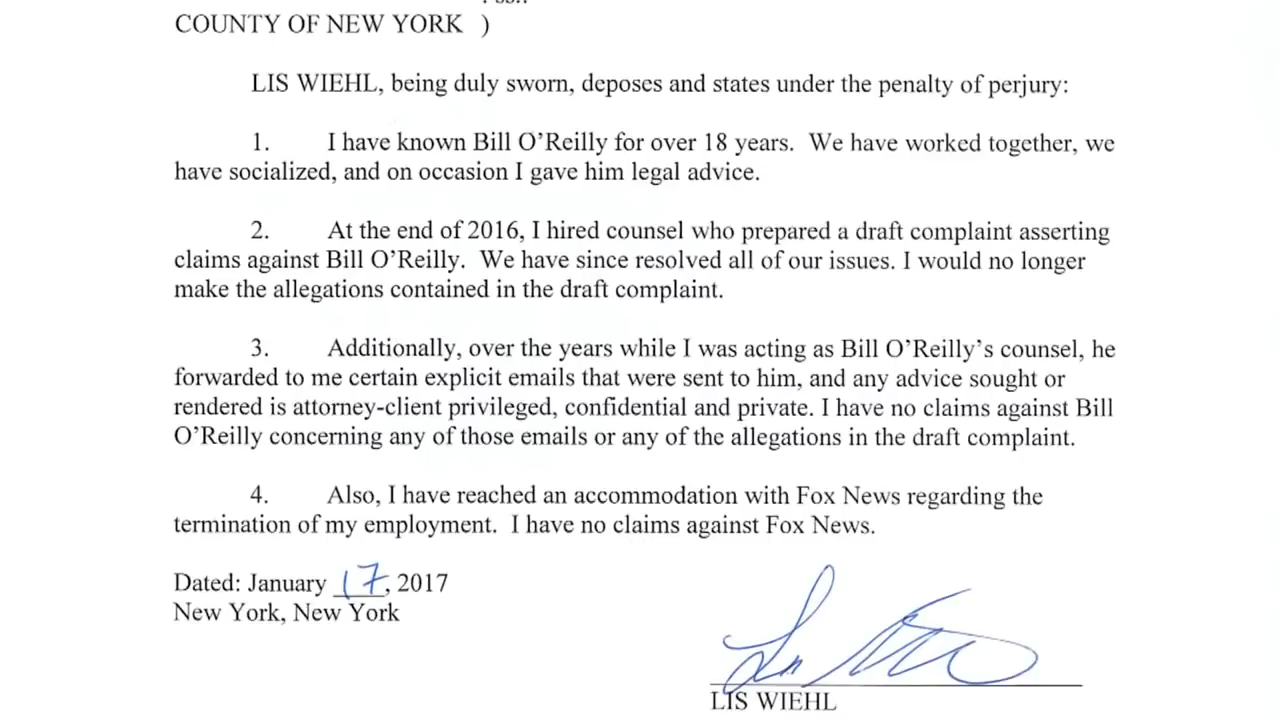 COUNTY OF NEW YORK )
LIS WIEHL, being duly sworn, deposes and states under the penalty of perjury:
1. I have known Bill O’Reilly for over 18 years. We have worked together, we
have socialized, and on occasion I gave him legal advice.
2. At the end of 2016, I hired counsel who prepared a draft complaint asserting
claims against Bill O’Reilly. We have since resolved all of our issues. I would no longer
make the allegations contained in the draft complaint.
3. Additionally, over the years while I was acting as Bill O’Reilly’s counsel, he
forwarded to me certain explicit emails that were sent to him, and any advice sought or
rendered is attorney-client privileged, confidential and private. I have no claims against Bill
O’Reilly concerning any of those emails or any of the allegations in the draft complaint.
4. Also, I have reached an accommodation with Fox News regarding the
termination of my employment. I have no claims against Fox News.
Dated: January 17, 2017
New York, New York
LIS WIEHL